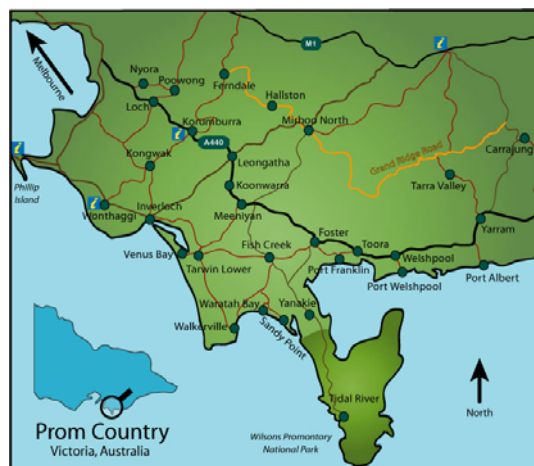 M1
Melbourne
Nyora
Poowong
Ferndale
Loch
Hallston
Korumburra
Mirboo North
A440
Carrajung
Grand Ridge Road
Kongwak
Leongatha
Phillip
Island
Koonwarra
Tarra Valley
Wonthaggi
Inverloch
Meeniyan
Yarram
Foster
Toora
Venus Bay
Fish Creek
Welshpool
Tarwin Lower
Port Franklin
Port Welshpool
Port Albert
Waratah Bay
Yanakie
Walkerville
Sandy Point
Tidal River
North
Prom Country
Victoria, Australia
Wilsons Promontory
National Park